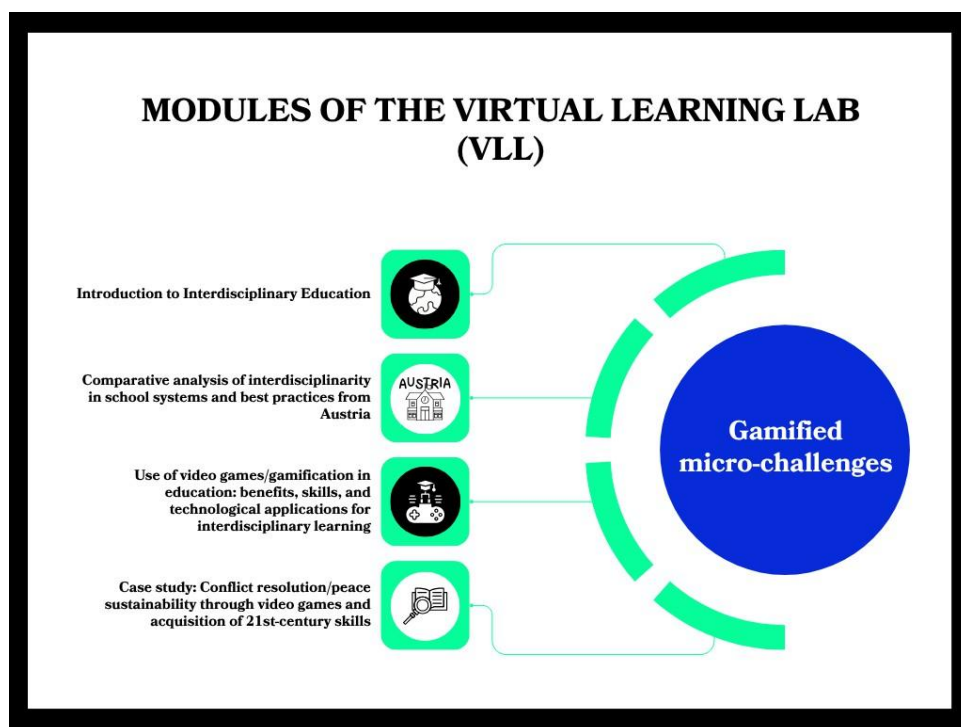 MODULES OF THE VIRTUAL LEARNING LAB
(VLL)
Introduction to Interdisciplinary Education
Comparative analysis of interdisciplinarity
in school systems and best practices from
Austria
AUSTRIA
Use of video games/gamification in
education: benefits, skills, and
technological applications for
interdisciplinary learning
Case study: Conflict resolution/peace
sustainability through video games and
acquisition of 21st-century skills
Gamified
micro-challenges